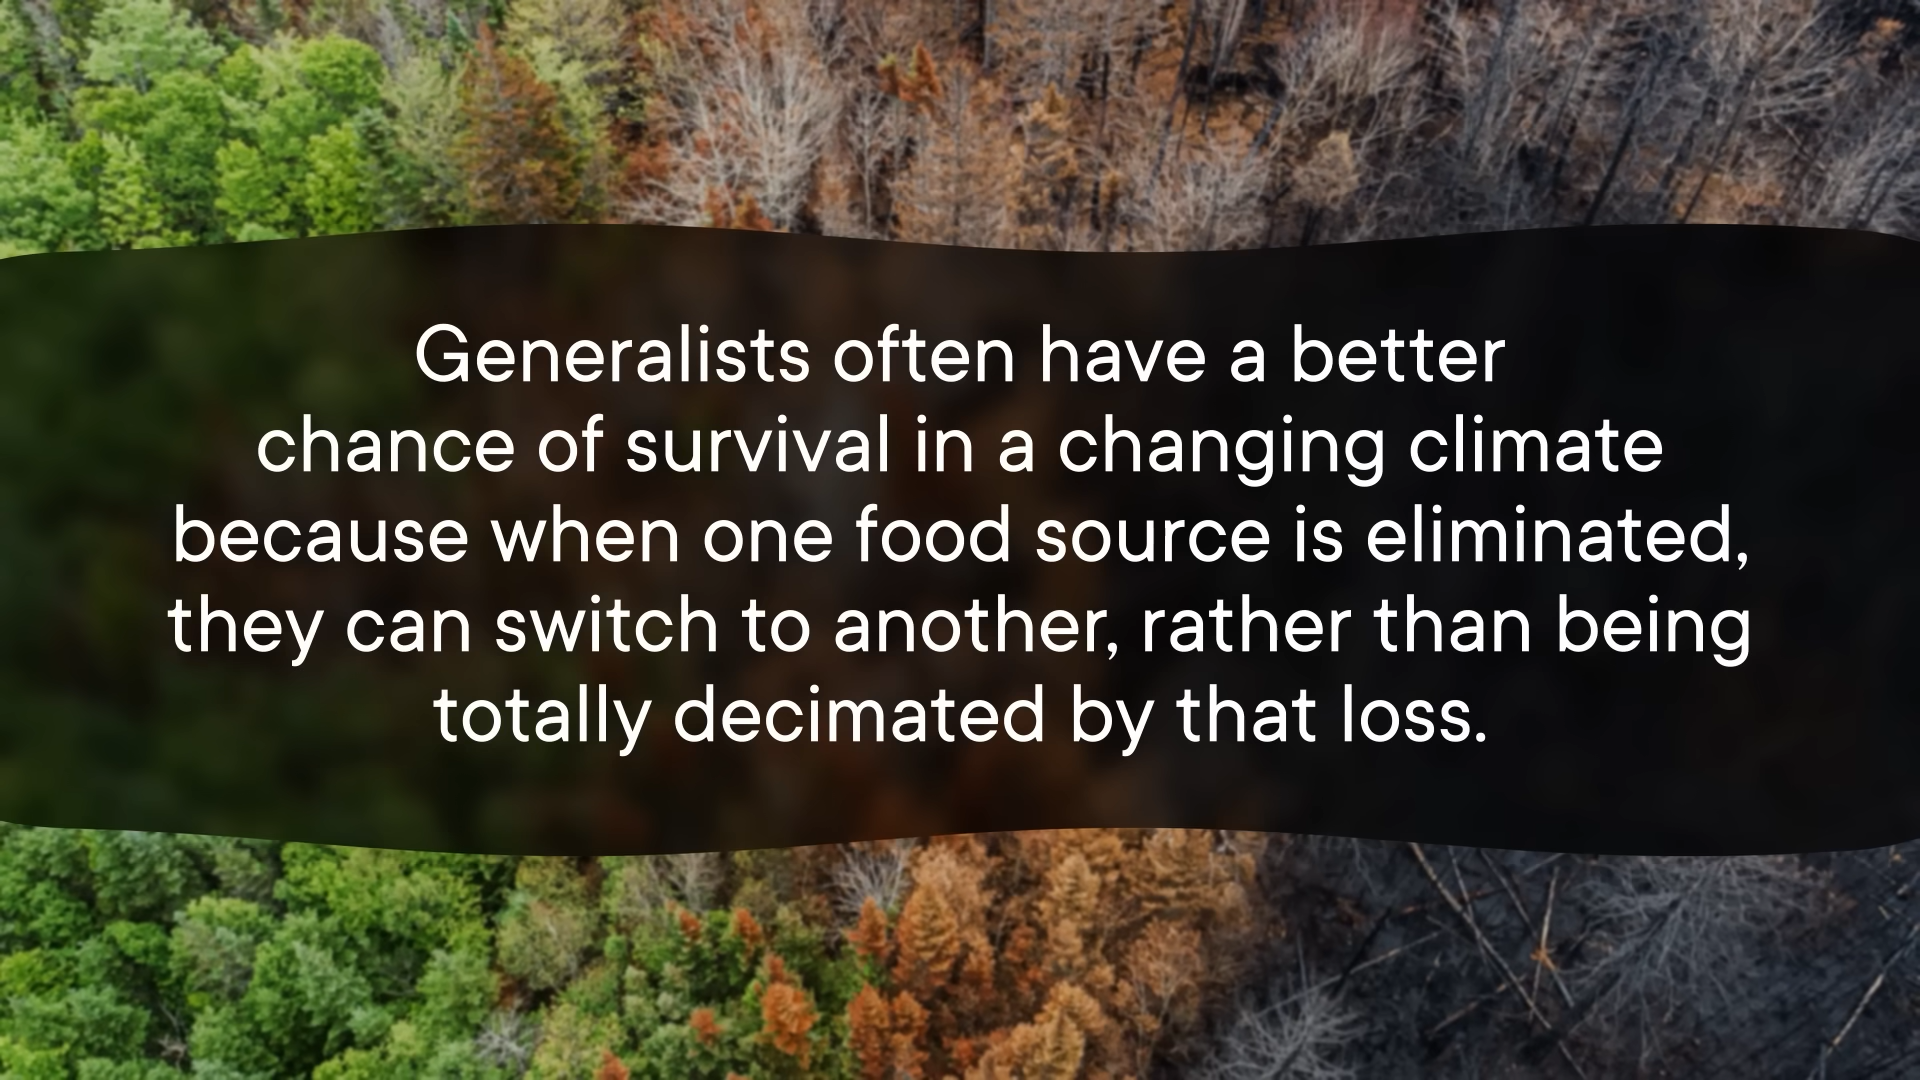 Generalists often have a better
chance of survival in a changing climate
because when one food source is eliminated,
they can switch to another, rather than being
totally decimated by that loss.